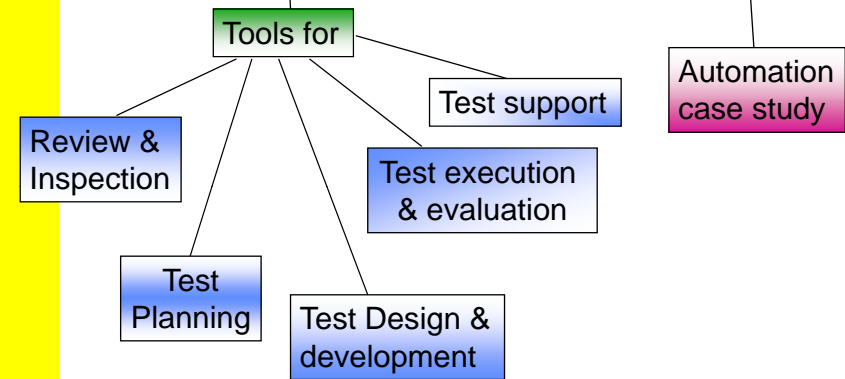 Tools for
Automation
case study
Test support
Review &
Inspection
Test execution
& evaluation
Test
Planning
Test Design &
development